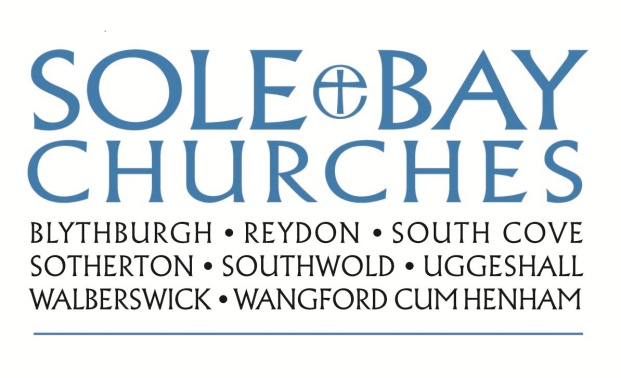 SOLE BAY
CHURCHES
BLYTHBURGH • REYDON • SOUTH COVE
SOTHERTON • SOUTHWOLD • UGGESHALL
WALBERSWICK • WANGFORD CUM HENHAM